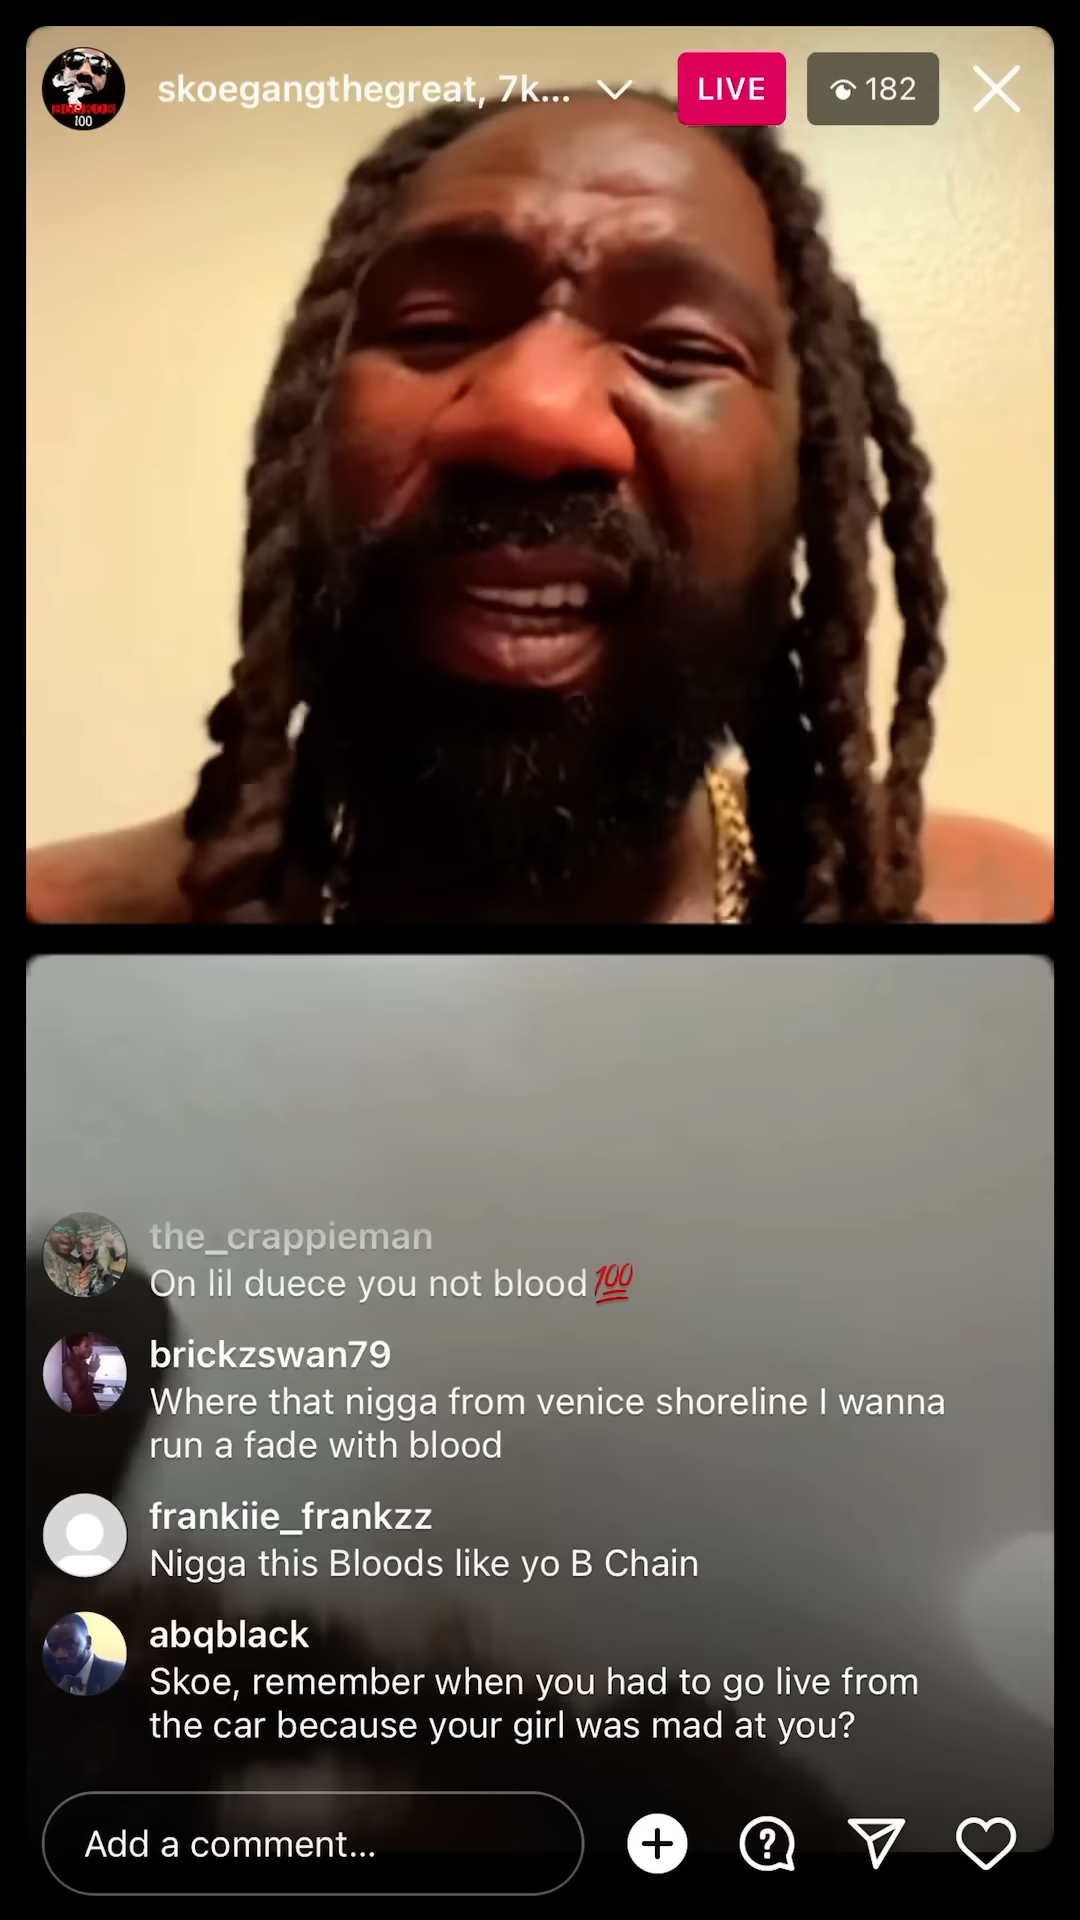 skoegangthegreat, 7k...
LIVE
182
100
the_crappieman
On lil duece you not blood💯
brickzswan79
Where that nigga from venice shoreline I wanna
run a fade with blood
frankiie_frankzz
Nigga this Bloods like yo B Chain
abqblack
Skoe, remember when you had to go live from
the car because your girl was mad at you?
Add a comment...